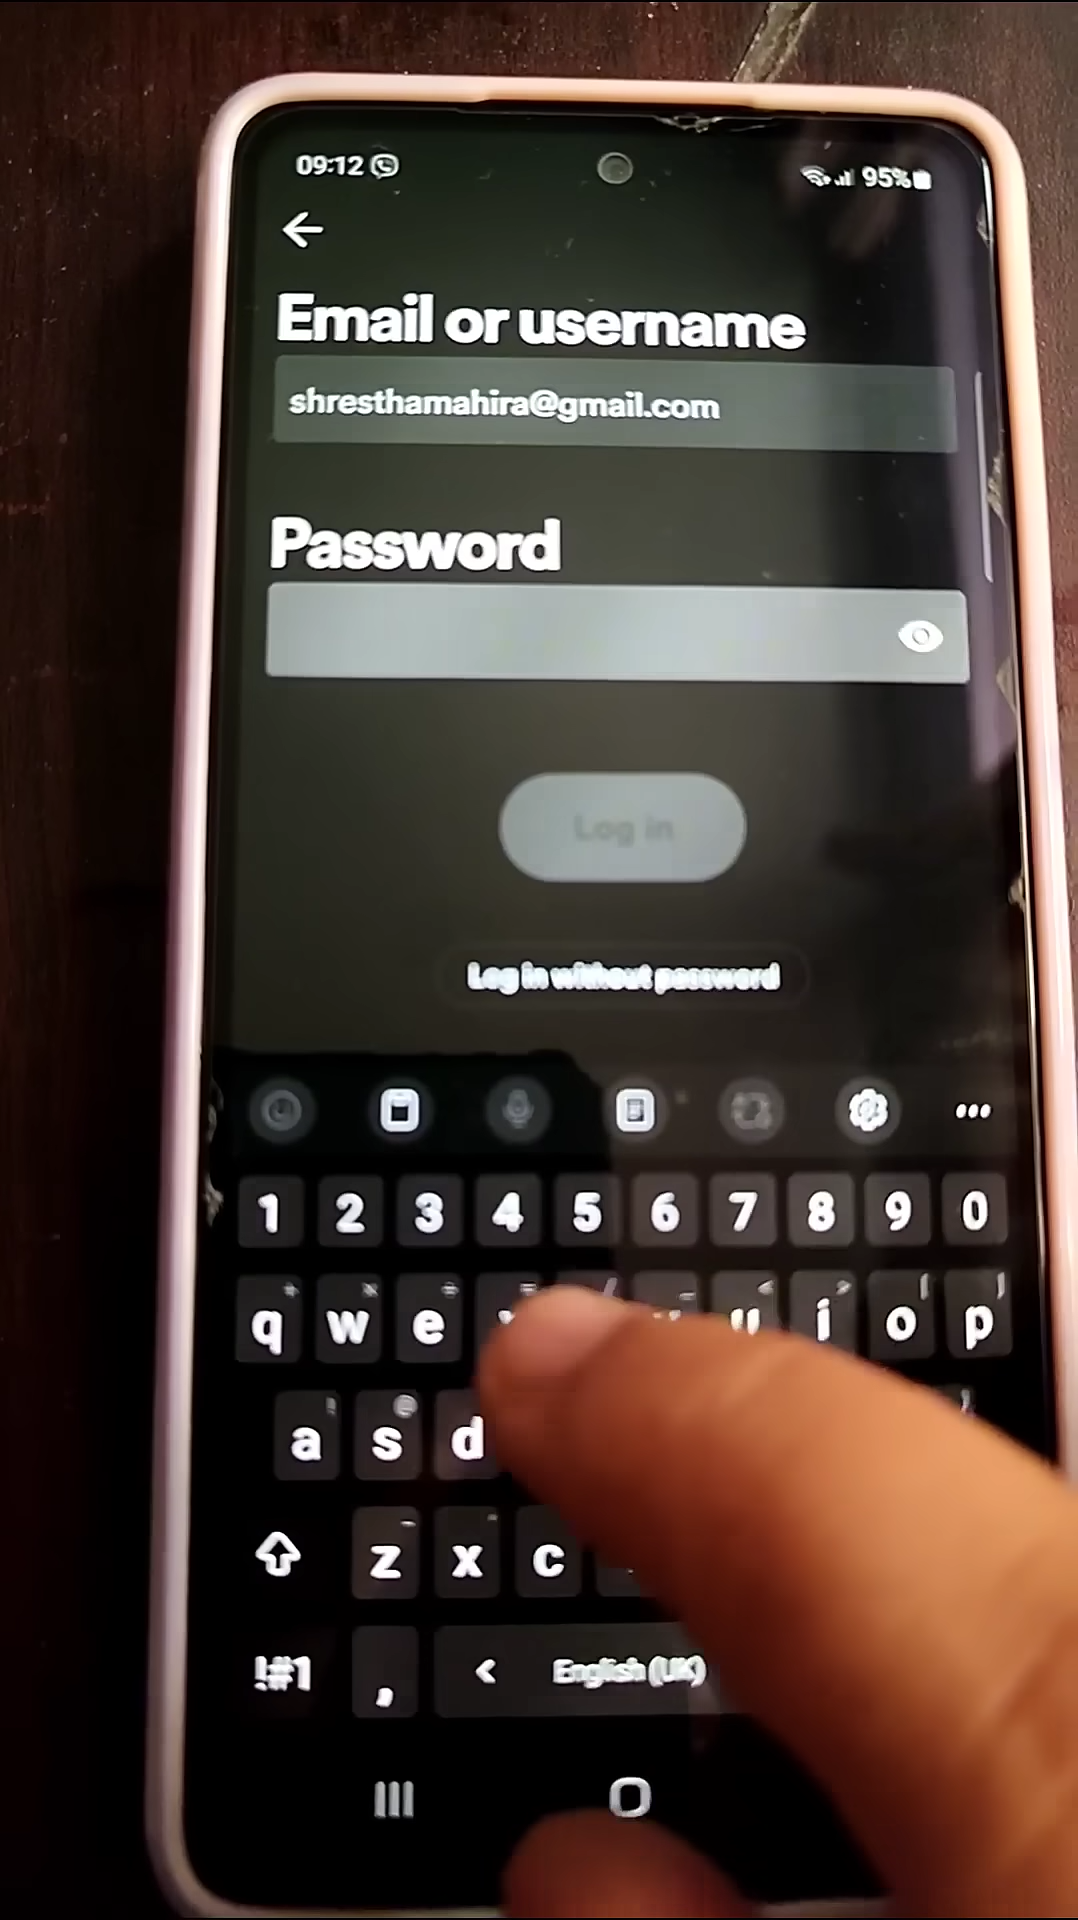 09:12 95%
Email or username
shresthamahira@gmail.com
Password
Log in
Log in without password
1 2 3 4 5 6 7 8 9 0
q w e u i o p
a s d
z x c
!#1 , < English (UK)